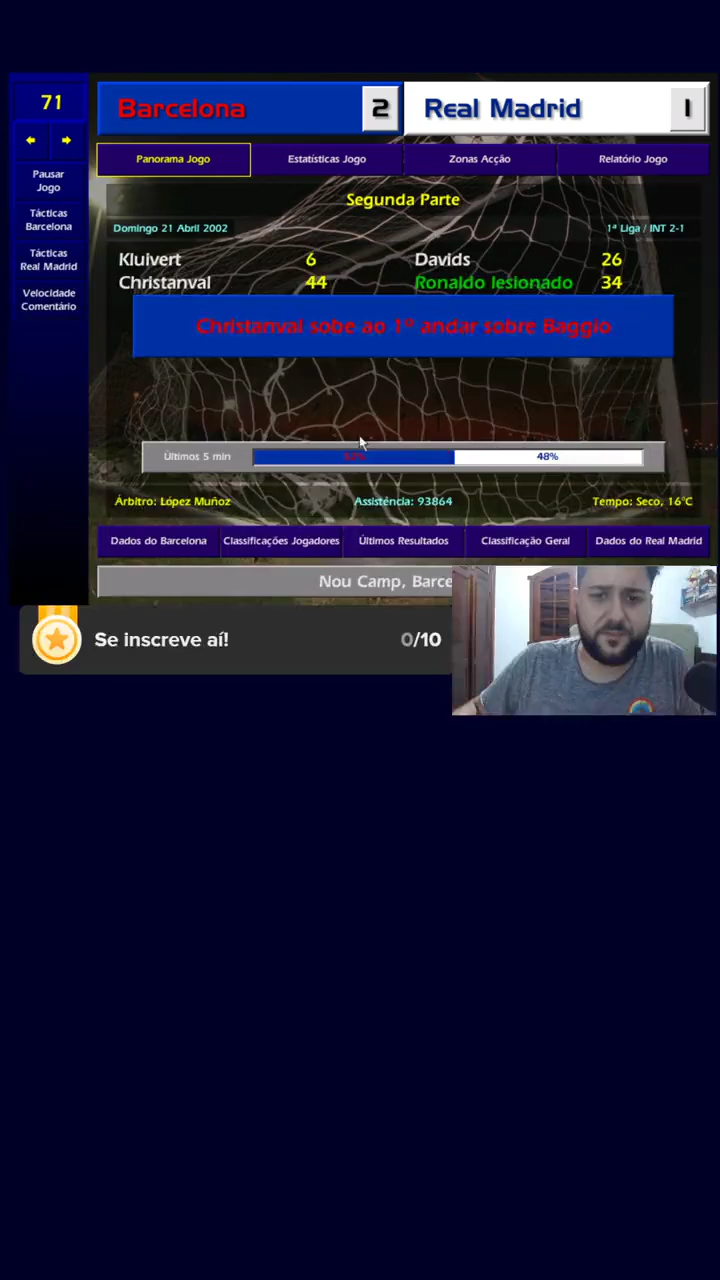 71
Barcelona 2 Real Madrid 1
Panorama Jogo Estatísticas Jogo Zonas Acção Relatório Jogo
Pausar
Jogo
Tácticas
Barcelona
Tácticas
Real Madrid
Velocidade
Comentário
Segunda Parte
Domingo 21 Abril 2002 1ª Liga / INT 2-1
Kluivert 6 Davids 26
Christanval 44 Ronaldo lesionado 34
Christanval sobe ao 1º andar sobre Baggio
Últimos 5 min 48%
Árbitro: López Muñoz Assistência: 93864 Tempo: Seco, 16°C
Dados do Barcelona Classificações Jogadores Últimos Resultados Classificação Geral Dados do Real Madrid
Nou Camp, Barce
Se inscreve aí! 0/10